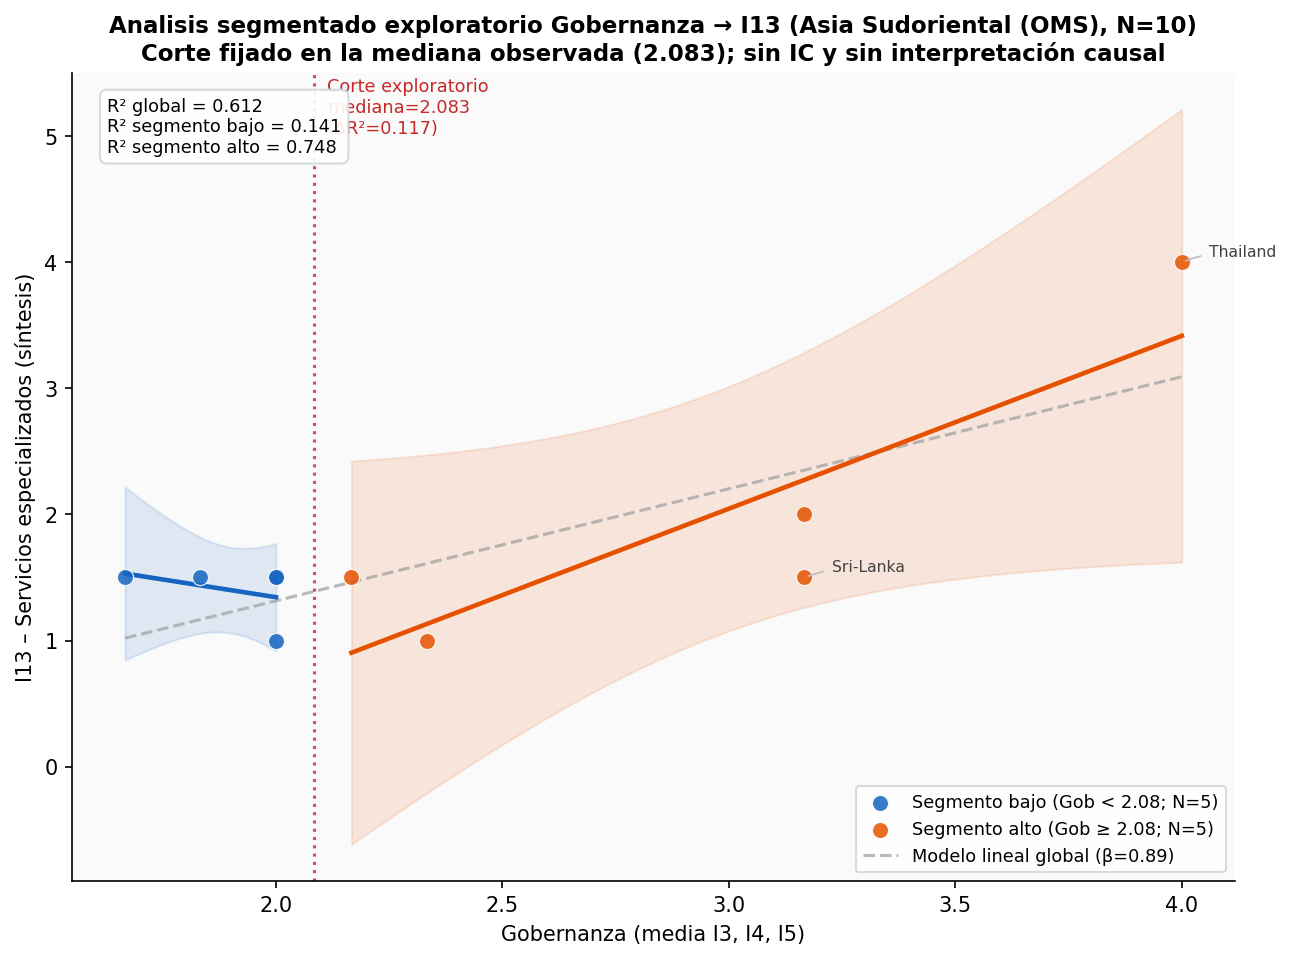 Analisis segmentado exploratorio Gobernanza → I13 (Asia Sudoriental (OMS), N=10)
Corte fijado en la mediana observada (2.083); sin IC y sin interpretación causal
Corte exploratorio
mediana=2.083
R²=0.117)
R² global = 0.612
R² segmento bajo = 0.141
R² segmento alto = 0.748
5
4
3
2
1
0
I13 – Servicios especializados (síntesis)
Thailand
Sri-Lanka
Segmento bajo (Gob < 2.08; N=5)
Segmento alto (Gob ≥ 2.08; N=5)
Modelo lineal global (β=0.89)
2.0
2.5
3.0
3.5
4.0
Gobernanza (media I3, I4, I5)